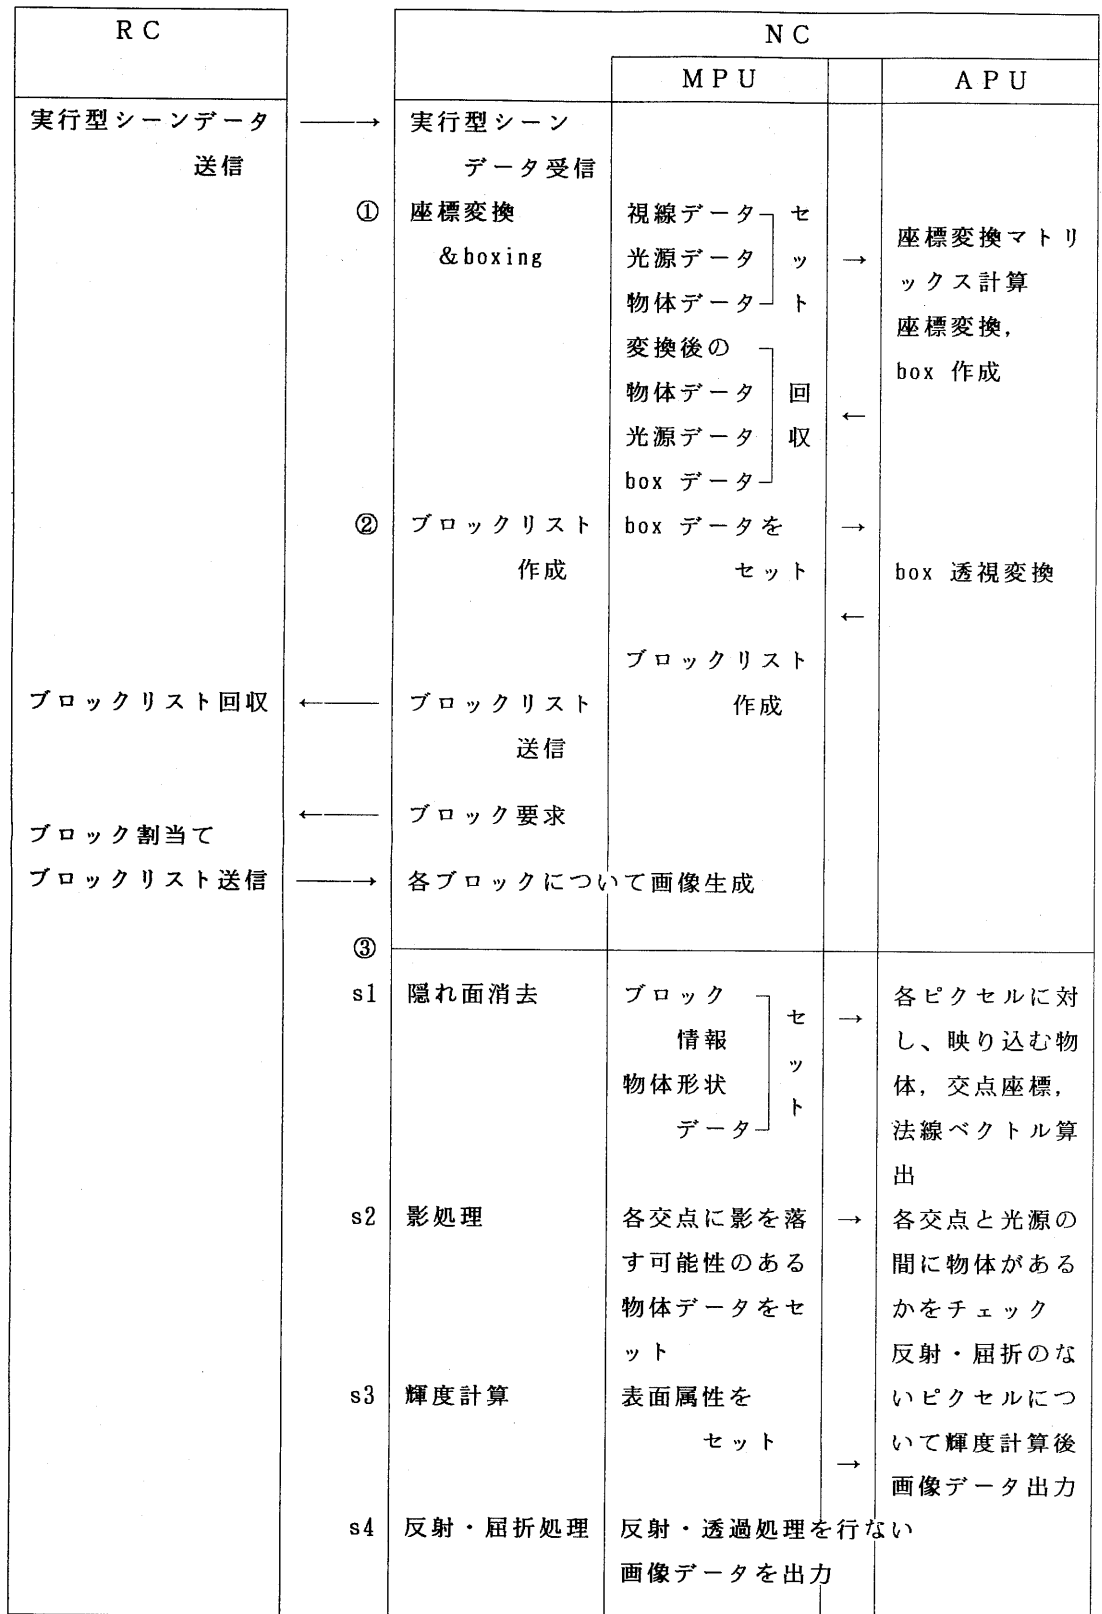 RC
NC
MPU
APU
実行型シーンデータ
送信
───→
実行型シーン
データ受信
①
座標変換
&boxing
視線データ
光源データ
物体データ
セット
→
座標変換マトリ
ックス計算
座標変換,
box 作成
変換後の
物体データ
光源データ
box データ
回収
←
②
ブロックリスト
作成
box データを
セット
→
box 透視変換
←
ブロックリスト
作成
ブロックリスト回収
←───
ブロックリスト
送信
←───
ブロック要求
ブロック割当て
ブロックリスト送信
───→
各ブロックについて画像生成
③
s1
隠れ面消去
ブロック
情報
物体形状
データ
セット
→
各ピクセルに対
し、映り込む物
体, 交点座標,
法線ベクトル算
出
s2
影処理
各交点に影を落
す可能性のある
物体データをセ
ット
→
各交点と光源の
間に物体がある
かをチェック
s3
輝度計算
表面属性を
セット
→
反射・屈折のな
いピクセルにつ
いて輝度計算後
画像データ出力
s4
反射・屈折処理
反射・透過処理を行ない
画像データを出力